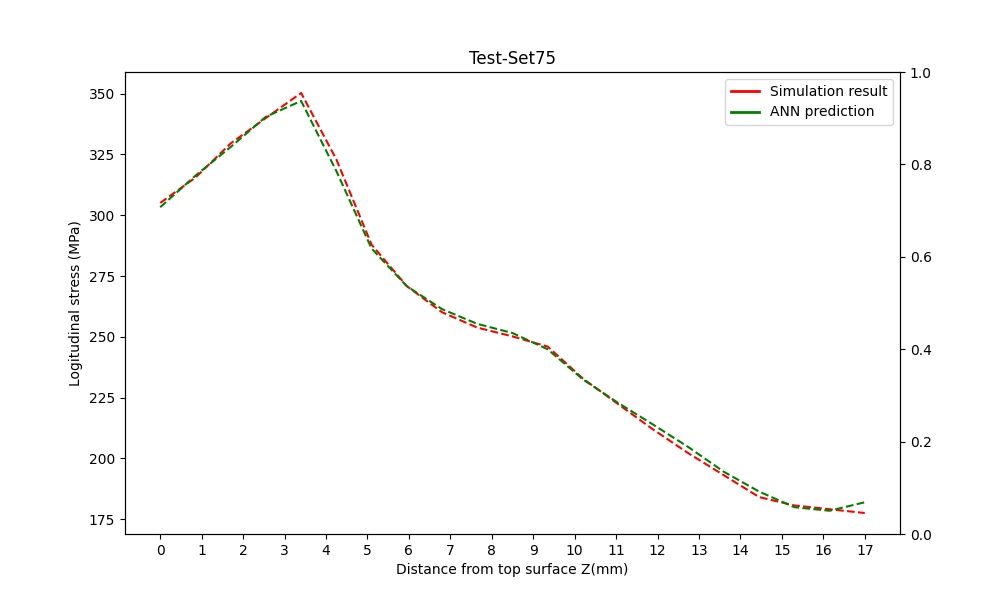 Test-Set75
Simulation result
ANN prediction
350
325
300
275
250
225
200
175
Logitudinal stress (MPa)
1.0
0.8
0.6
0.4
0.2
0.0
0 1 2 3 4 5 6 7 8 9 10 11 12 13 14 15 16 17
Distance from top surface Z(mm)